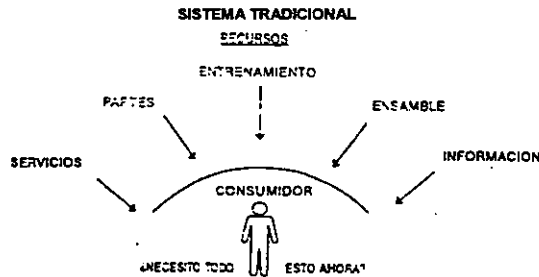 SISTEMA TRADICIONAL
RECURSOS
ENTRENAMIENTO
PARTES
ENSAMBLE
SERVICIOS
INFORMACION
CONSUMIDOR
¿NECESITO TODO ESTO AHORA?